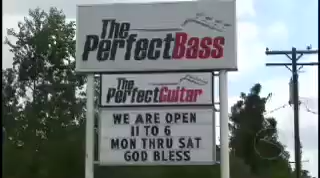 The
PerfectBass
The
PerfectGuitar
WE ARE OPEN
11 TO 6
MON THRU SAT
GOD BLESS